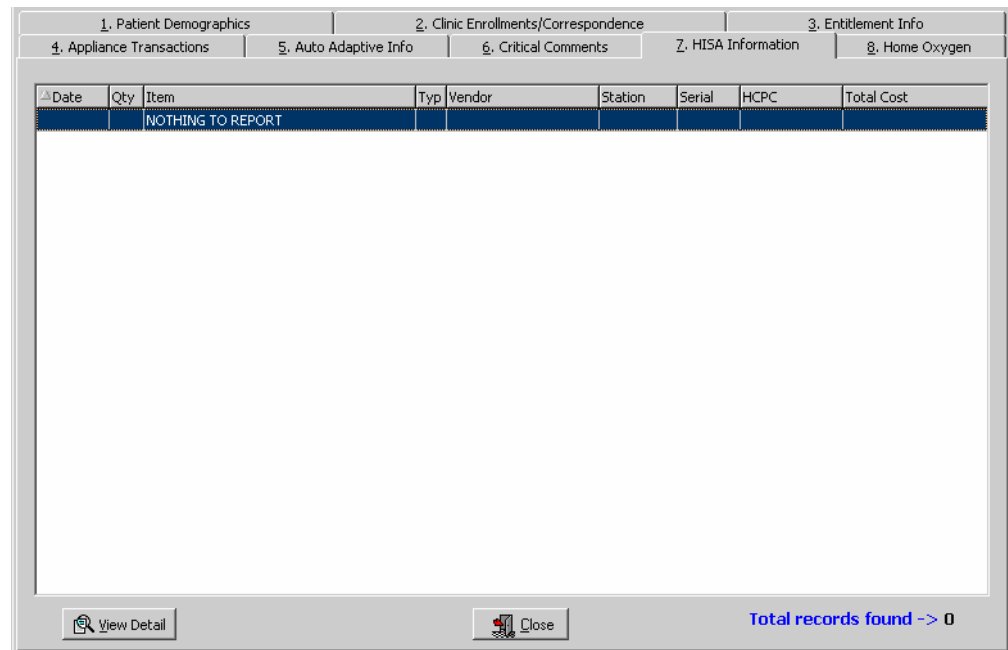 1. Patient Demographics 2. Clinic Enrollments/Correspondence 3. Entitlement Info
4. Appliance Transactions 5. Auto Adaptive Info 6. Critical Comments 7. HISA Information 8. Home Oxygen
Date Qty Item Typ Vendor Station Serial HCPC Total Cost
NOTHING TO REPORT
View Detail Close Total records found -> 0